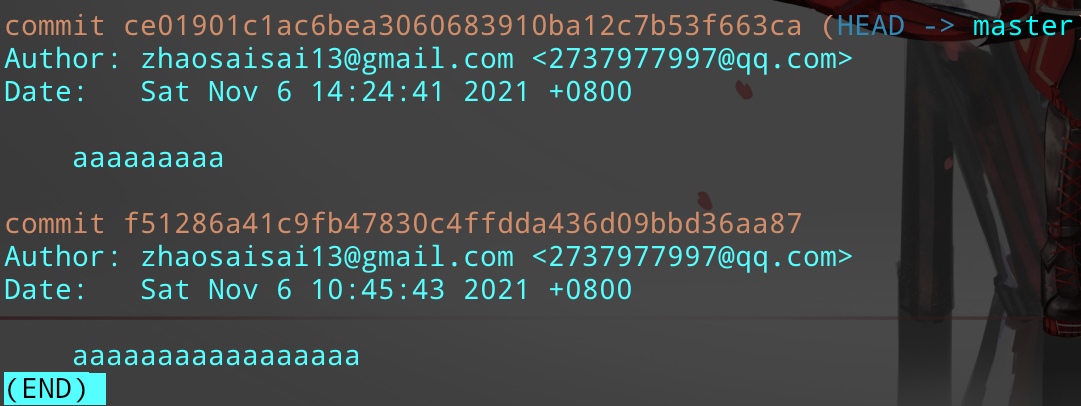 commit ce01901c1ac6bea3060683910ba12c7b53f663ca (HEAD -> master
Author: zhaosaisai13@gmail.com <2737977997@qq.com>
Date:   Sat Nov 6 14:24:41 2021 +0800
    aaaaaaaaa
commit f51286a41c9fb47830c4ffdda436d09bbd36aa87
Author: zhaosaisai13@gmail.com <2737977997@qq.com>
Date:   Sat Nov 6 10:45:43 2021 +0800
    aaaaaaaaaaaaaaaaa
(END)